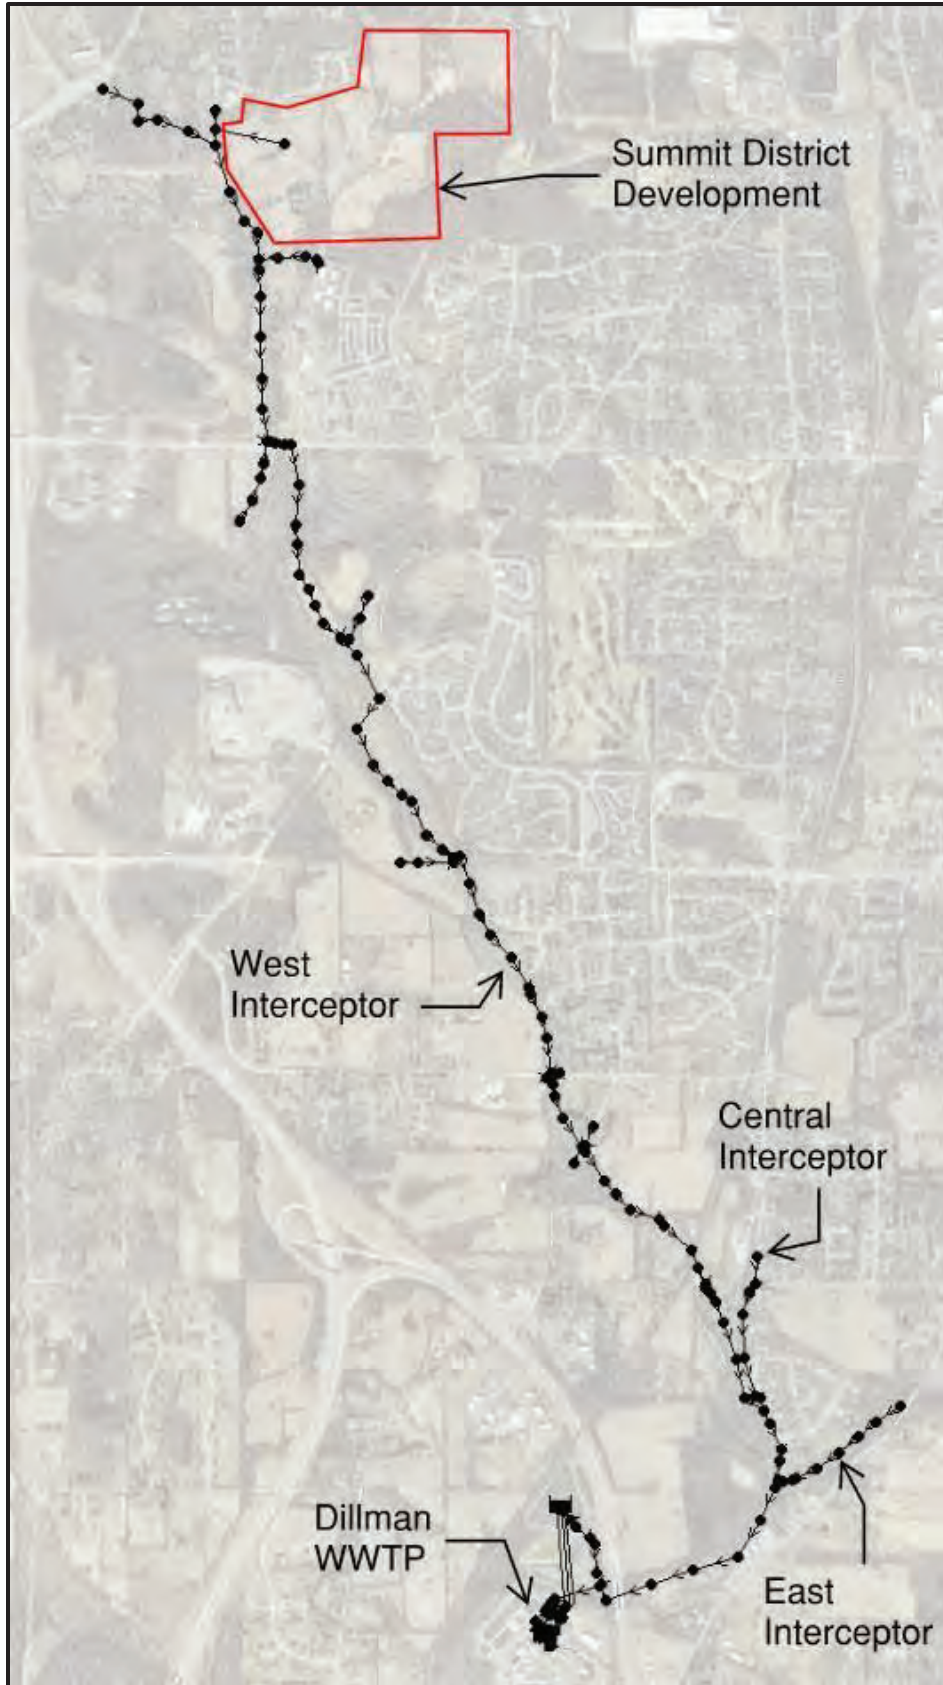 Summit District
Development
West
Interceptor
Central
Interceptor
Dillman
WWTP
East
Interceptor